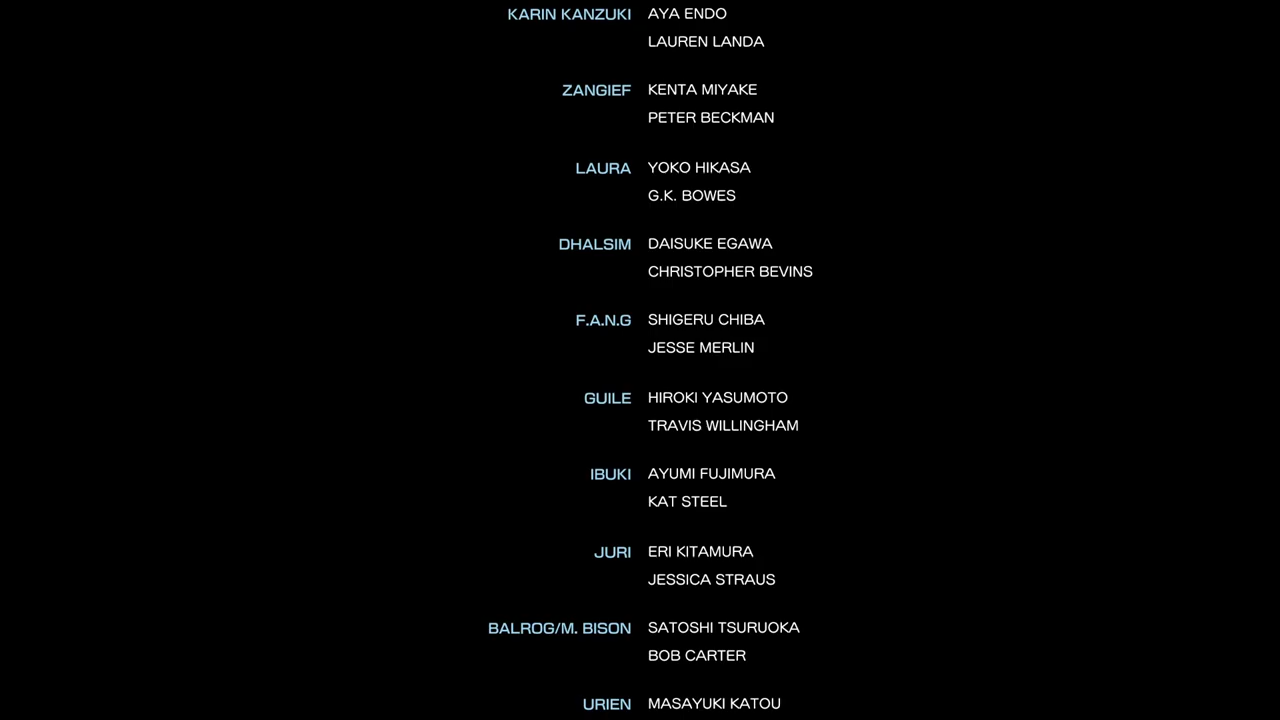 KARIN KANZUKI AYA ENDO
LAUREN LANDA
ZANGIEF KENTA MIYAKE
PETER BECKMAN
LAURA YOKO HIKASA
G.K. BOWES
DHALSIM DAISUKE EGAWA
CHRISTOPHER BEVINS
F.A.N.G SHIGERU CHIBA
JESSE MERLIN
GUILE HIROKI YASUMOTO
TRAVIS WILLINGHAM
IBUKI AYUMI FUJIMURA
KAT STEEL
JURI ERI KITAMURA
JESSICA STRAUS
BALROG/M. BISON SATOSHI TSURUOKA
BOB CARTER
URIEN MASAYUKI KATOU